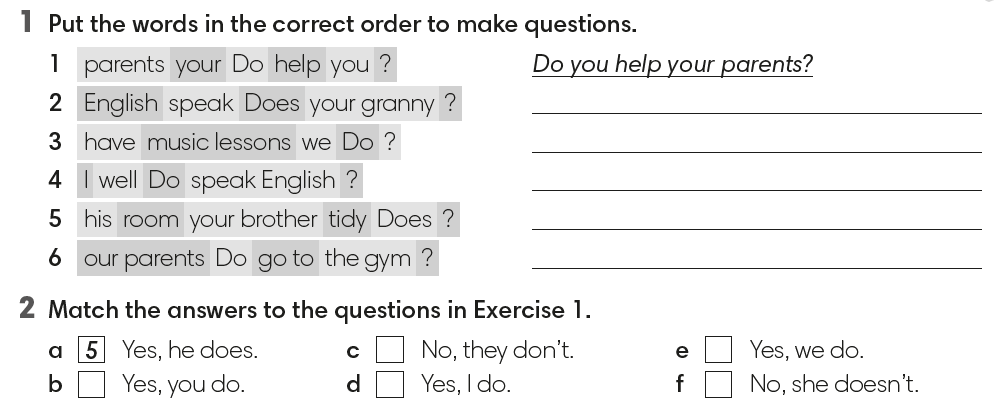 1 Put the words in the correct order to make questions.
1 parents your Do help you ? Do you help your parents?
2 English speak Does your granny ?
3 have music lessons we Do ?
4 I well Do speak English ?
5 his room your brother tidy Does ?
6 our parents Do go to the gym ?
2 Match the answers to the questions in Exercise 1.
a 5 Yes, he does. c No, they don't. e Yes, we do.
b Yes, you do. d Yes, I do. f No, she doesn't.